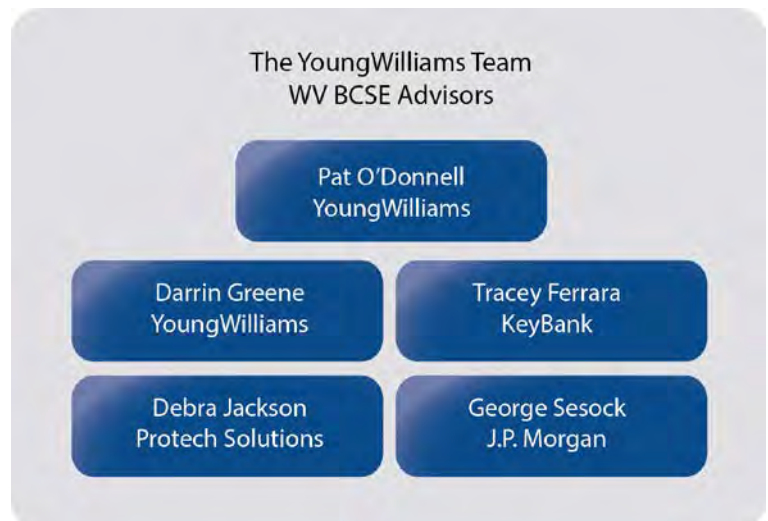 The YoungWilliams Team
WV BCSE Advisors
Pat O'Donnell
YoungWilliams
Darrin Greene
YoungWilliams
Tracey Ferrara
KeyBank
Debra Jackson
Protech Solutions
George Sesock
J.P. Morgan